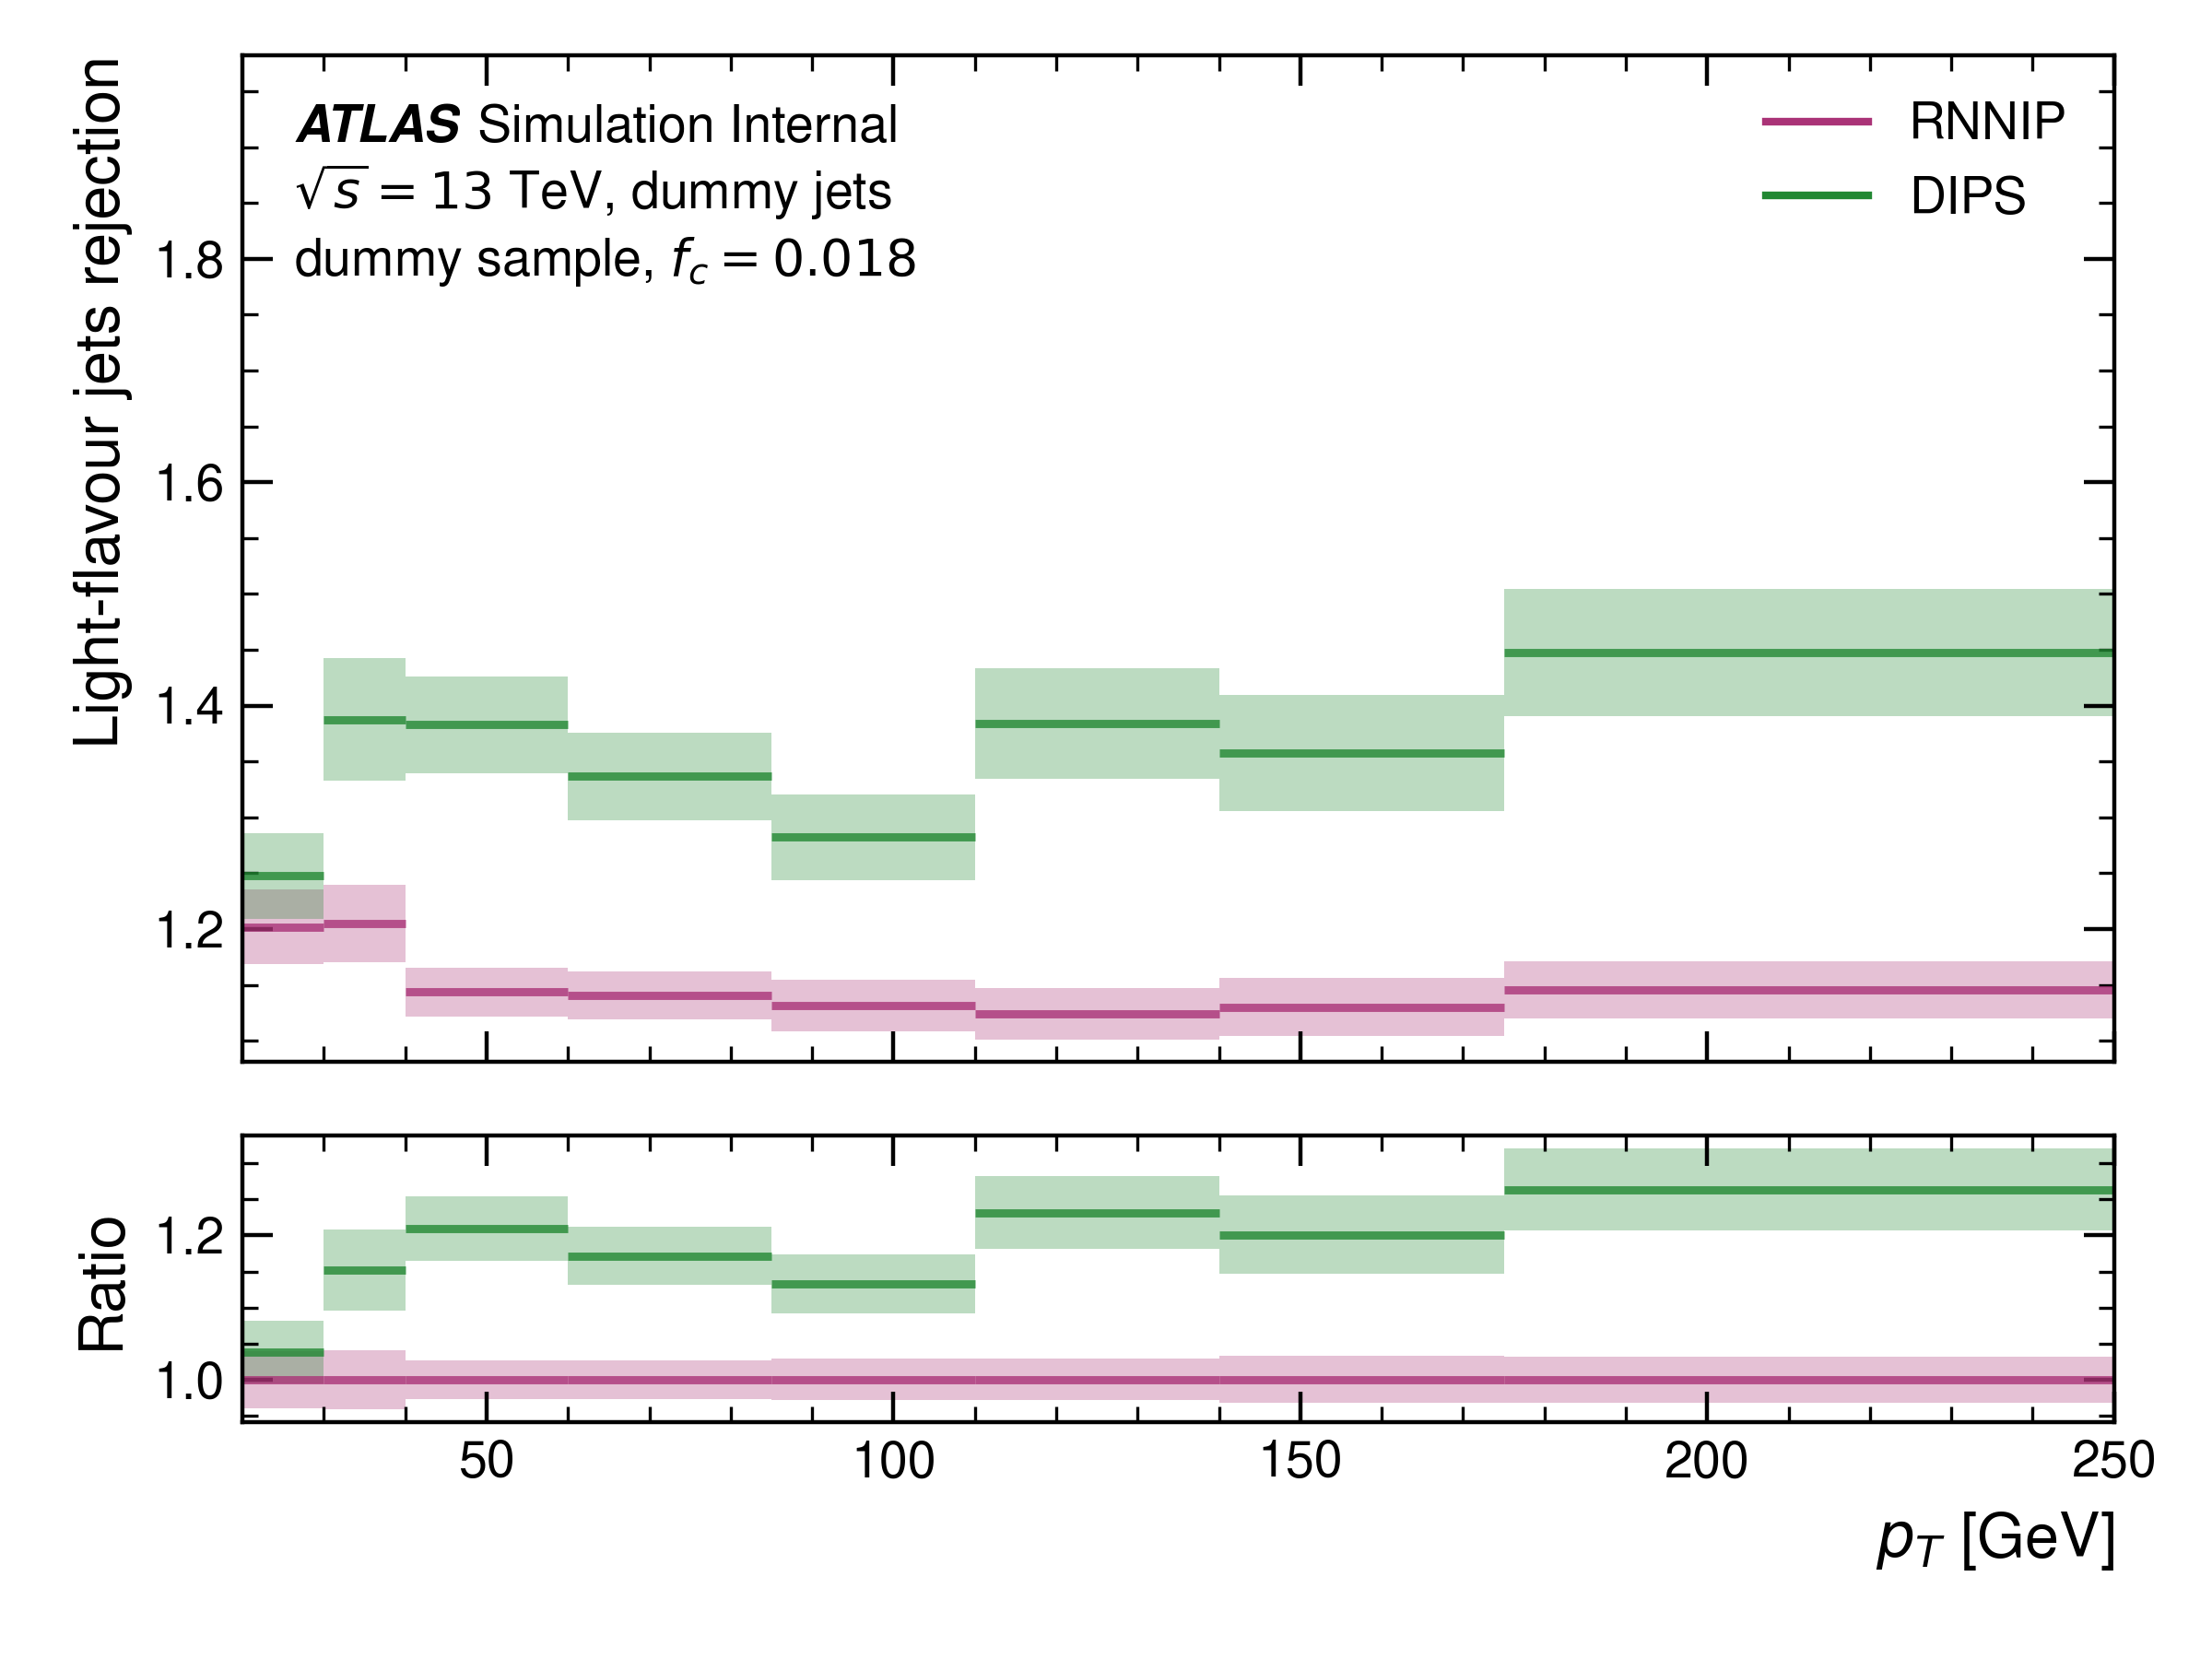 ATLAS Simulation Internal
√s = 13 TeV, dummy jets
dummy sample, f_c = 0.018
RNNIP
DIPS
Light-flavour jets rejection
1.8
1.6
1.4
1.2
Ratio
1.2
1.0
50 100 150 200 250
p_T [GeV]